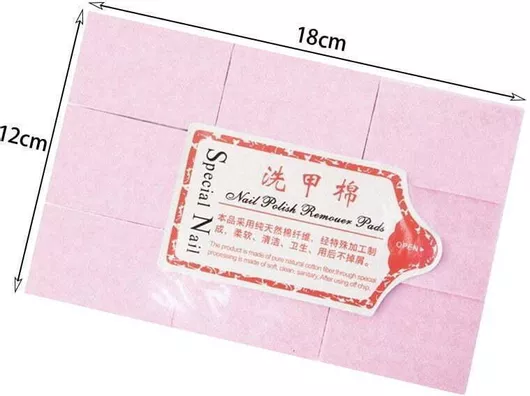 18cm
12cm
Special Nail
洗甲棉
Nail Polish Remouer Pads
本品采用纯天然棉纤维，经特殊加工制
成，柔软、清洁、卫生，用后不掉屑。
The product is made of pure natural cotton fiber through special
processing is made of soft, clean, sanitary, After using off chip.
OPEN